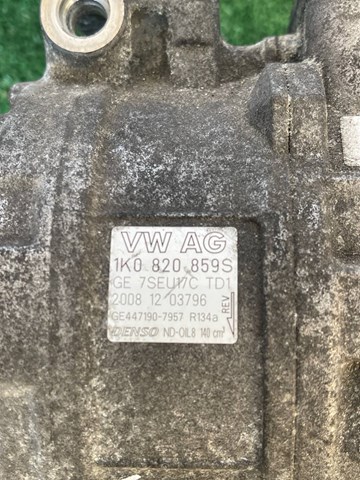 VW AG
1K0 820 859S
GE 7SEU17C TD1
2008 12 03796
GE447190-7957 R134a
DENSO ND-OIL8 140 cm³
REV